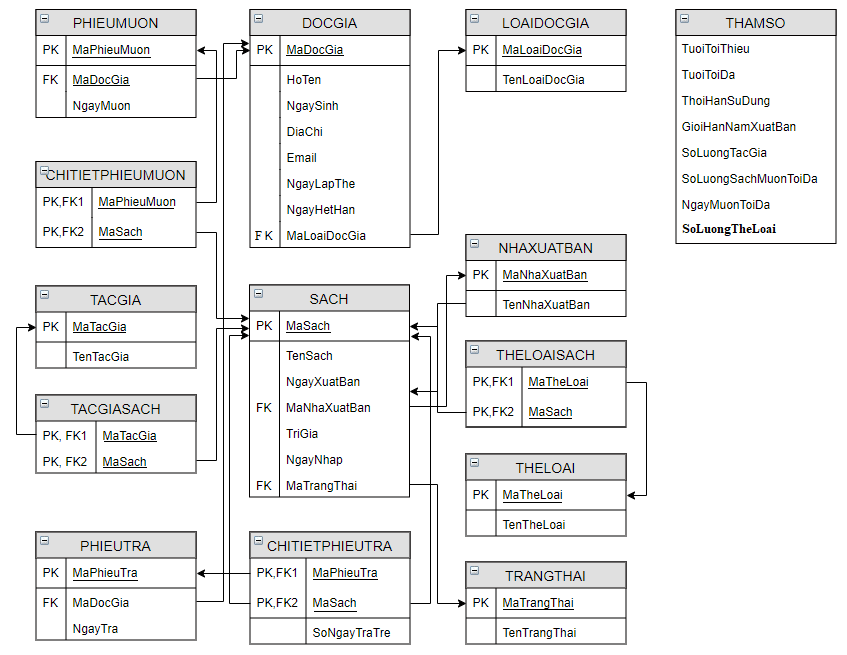 PHIEUMUON
PK MaPhieuMuon
FK MaDocGia
NgayMuon
DOCGIA
PK MaDocGia
HoTen
NgaySinh
DiaChi
Email
NgayLapThe
NgayHetHan
FK MaLoaiDocGia
LOAIDOCGIA
PK MaLoaiDocGia
TenLoaiDocGia
THAMSO
TuoiToiThieu
TuoiToiDa
ThoiHanSuDung
GioiHanNamXuatBan
SoLuongTacGia
SoLuongSachMuonToiDa
NgayMuonToiDa
SoLuongTheLoai
CHITIETPHIEUMUON
PK,FK1 MaPhieuMuon
PK,FK2 MaSach
TACGIA
PK MaTacGia
TenTacGia
TACGIASACH
PK, FK1 MaTacGia
PK, FK2 MaSach
SACH
PK MaSach
TenSach
NgayXuatBan
FK MaNhaXuatBan
TriGia
NgayNhap
FK MaTrangThai
NHAXUATBAN
PK MaNhaXuatBan
TenNhaXuatBan
THELOAISACH
PK,FK1 MaTheLoai
PK,FK2 MaSach
THELOAI
PK MaTheLoai
TenTheLoai
PHIEUTRA
PK MaPhieuTra
FK MaDocGia
NgayTra
CHITIETPHIEUTRA
PK,FK1 MaPhieuTra
PK,FK2 MaSach
SoNgayTraTre
TRANGTHAI
PK MaTrangThai
TenTrangThai